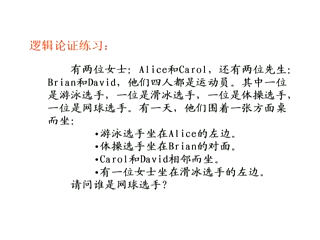 逻辑论证练习：
有两位女士：Alice和Carol，还有两位先生：
Brian和David，他们四人都是运动员。其中一位
是游泳选手，一位是滑冰选手，一位是体操选手，
一位是网球选手。有一天，他们围着一张方面桌
而坐：
•游泳选手坐在Alice的左边。
•体操选手坐在Brian的对面。
•Carol和David相邻而坐。
•有一位女士坐在滑冰选手的左边。
请问谁是网球选手？